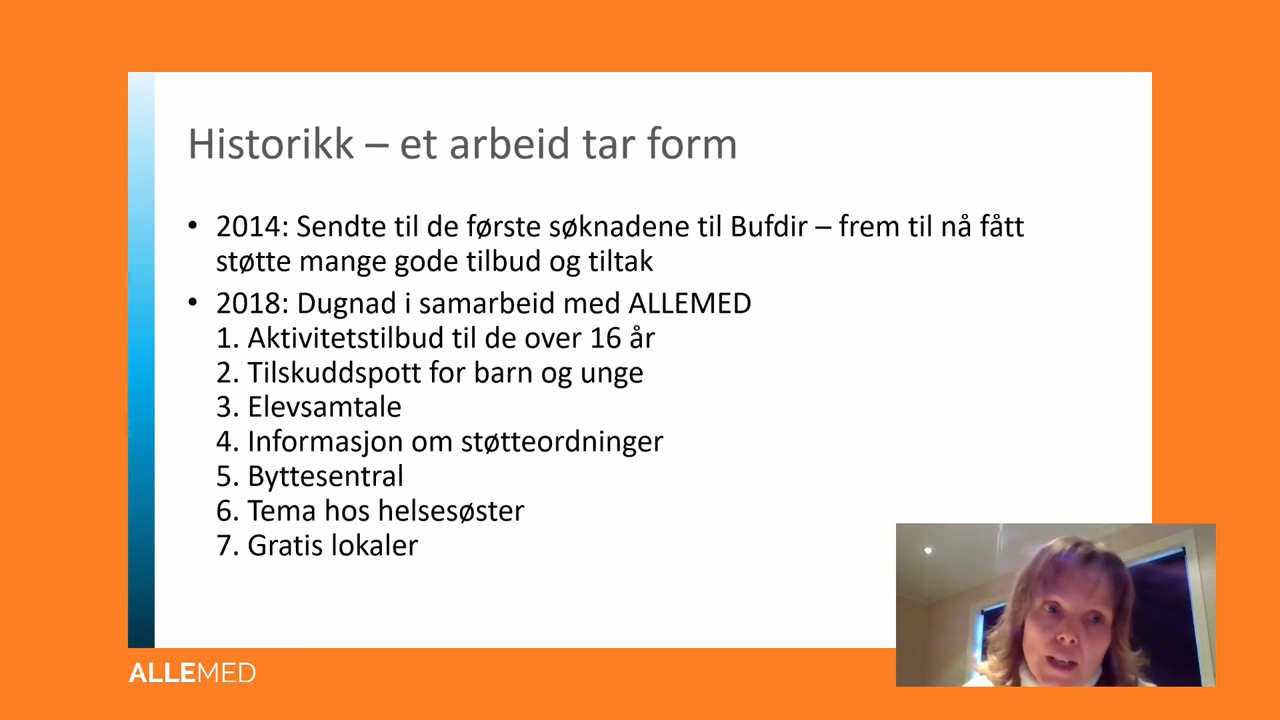 Historikk – et arbeid tar form
• 2014: Sendte til de første søknadene til Bufdir – frem til nå fått
støtte mange gode tilbud og tiltak
• 2018: Dugnad i samarbeid med ALLEMED
1. Aktivitetstilbud til de over 16 år
2. Tilskuddspott for barn og unge
3. Elevsamtale
4. Informasjon om støtteordninger
5. Byttesentral
6. Tema hos helsesøster
7. Gratis lokaler
ALLEMED